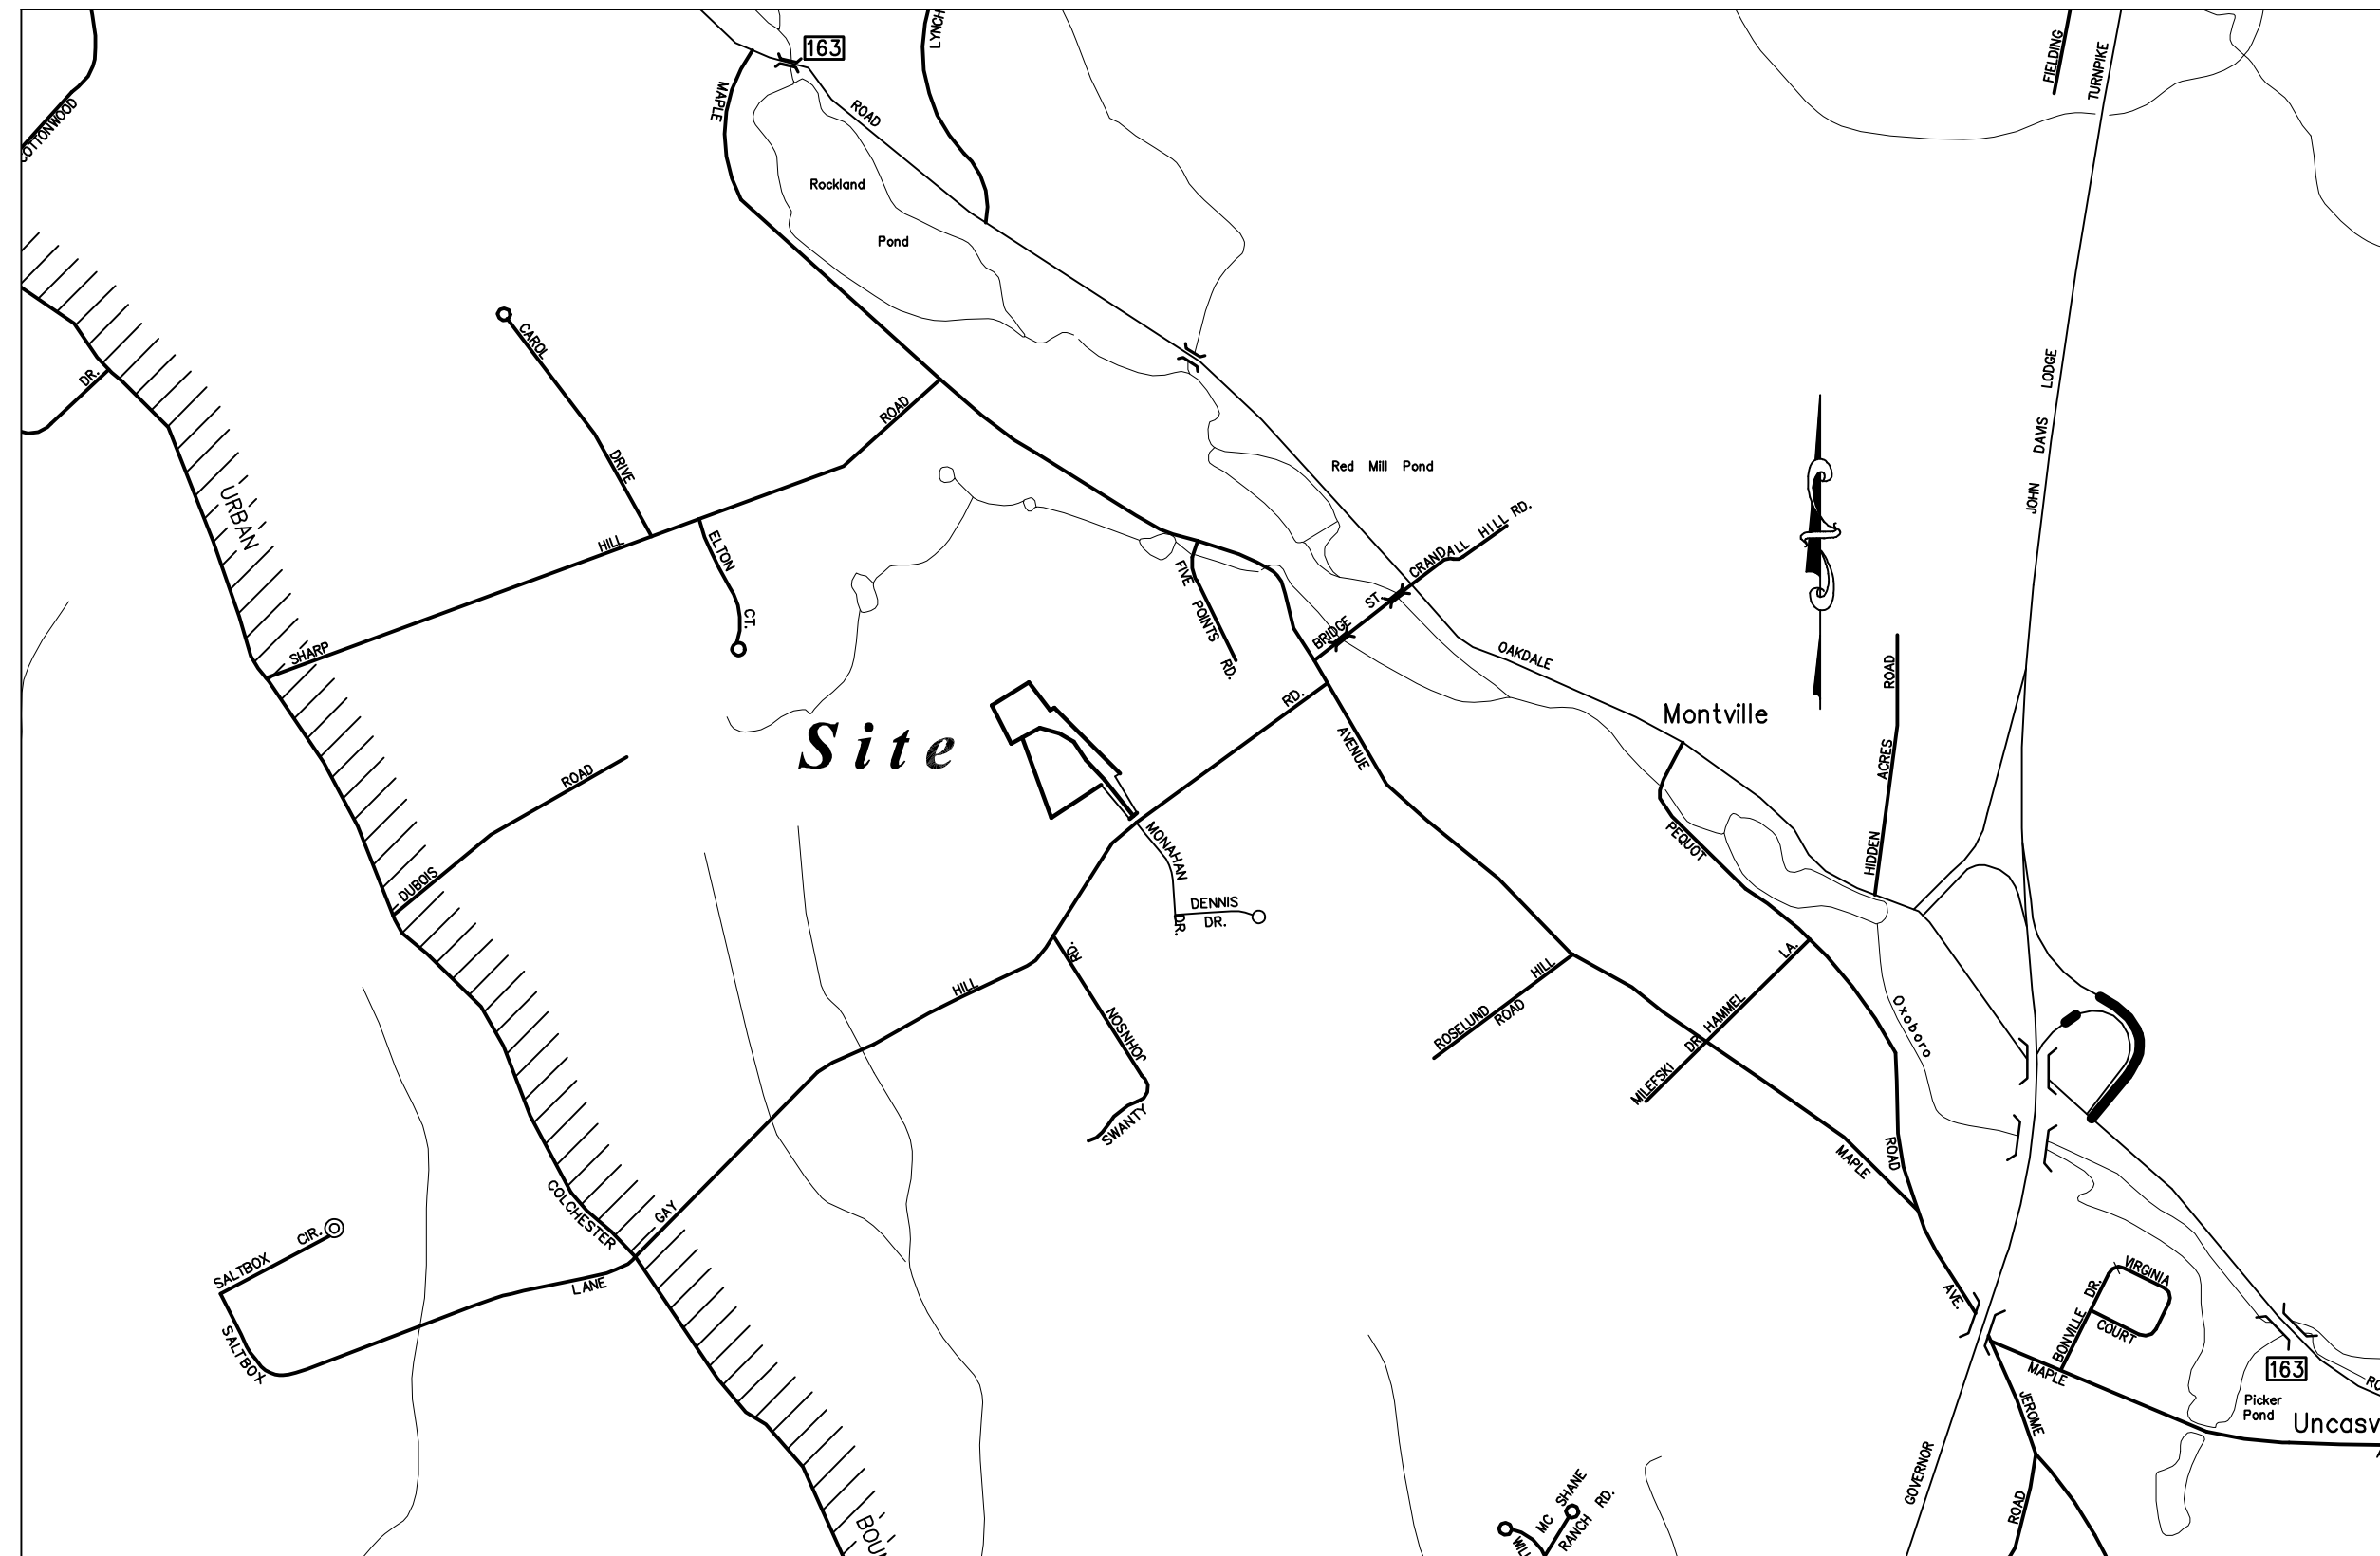 163
LYNCH
FIELDING
TURNPIKE
MAPLE
ROAD
Rockland
Pond
DR.
CAROL
ROAD
DRIVE
URBAN
HILL
ELTON
CT.
SHARP
Red Mill Pond
CRANDALL HILL RD.
BRIDGE ST.
FIVE POINTS RD.
JOHN DAVIS LODGE
OAKDALE
Montville
HIDDEN ACRES ROAD
RD.
AVENUE
Site
ROAD
DUBOIS
MONAHAN
DR.
DENNIS
DR.
PEQUOT
RD.
JOHNSON
SWANTY
HILL
ROSELUND HILL
ROAD
LA.
HAMMEL
DR.
MILEFSKI
Oxoboro
MAPLE
ROAD
COLCHESTER
GAY
LANE
SALTBOX CIR.
SALTBOX
AVE.
VIRGINIA
COURT
BONVILLE DR.
MAPLE
163
JEROME
ROAD
Picker
Pond
GOVERNOR
MC SHANE
RANCH RD.